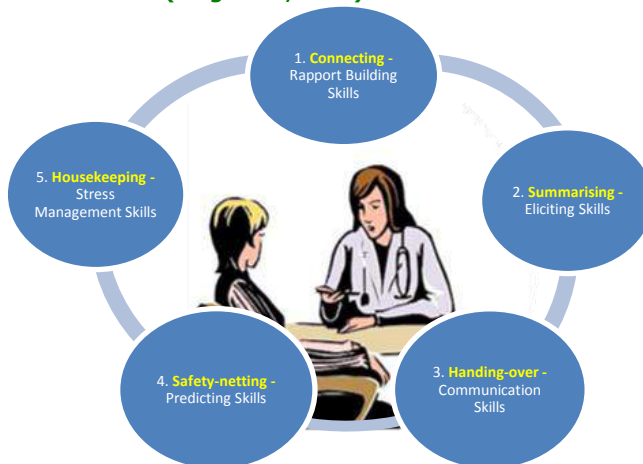 1. Connecting -
Rapport Building
Skills
2. Summarising -
Eliciting Skills
3. Handing-over -
Communication
Skills
4. Safety-netting -
Predicting Skills
5. Housekeeping -
Stress
Management Skills